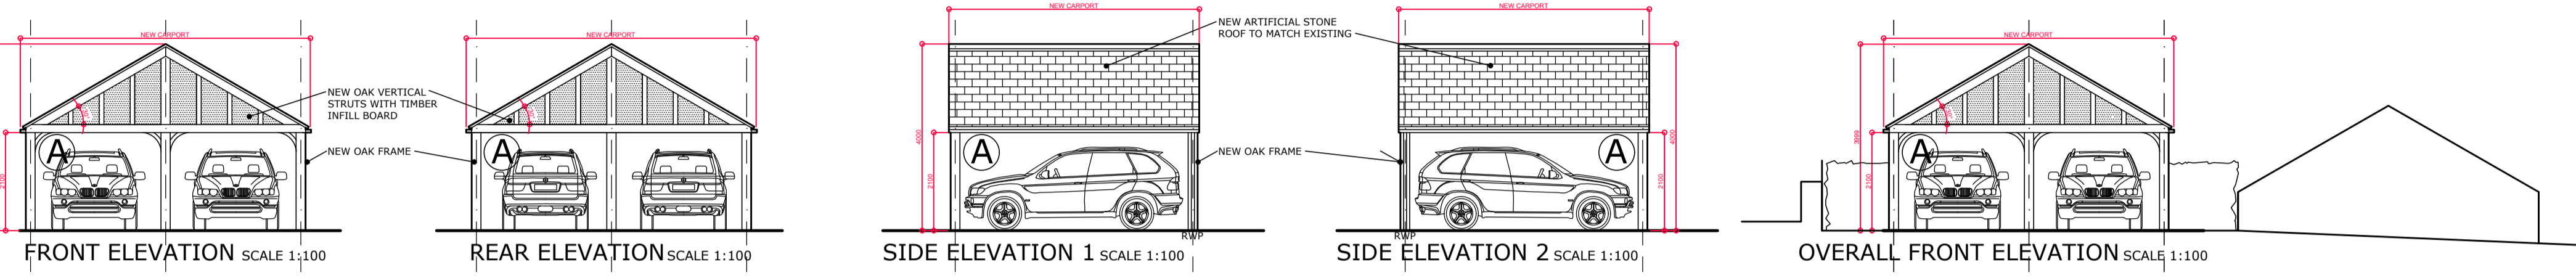 NEW CARPORT
NEW CARPORT
NEW CARPORT
NEW CARPORT
NEW CARPORT
NEW ARTIFICIAL STONE
ROOF TO MATCH EXISTING
NEW OAK VERTICAL
STRUTS WITH TIMBER
INFILL BOARD
NEW OAK FRAME
NEW OAK FRAME
A
A
A
A
A
2100
4000
2100
4000
2100
3999
2100
RWP
RWP
FRONT ELEVATION SCALE 1:100
REAR ELEVATION SCALE 1:100
SIDE ELEVATION 1 SCALE 1:100
SIDE ELEVATION 2 SCALE 1:100
OVERALL FRONT ELEVATION SCALE 1:100